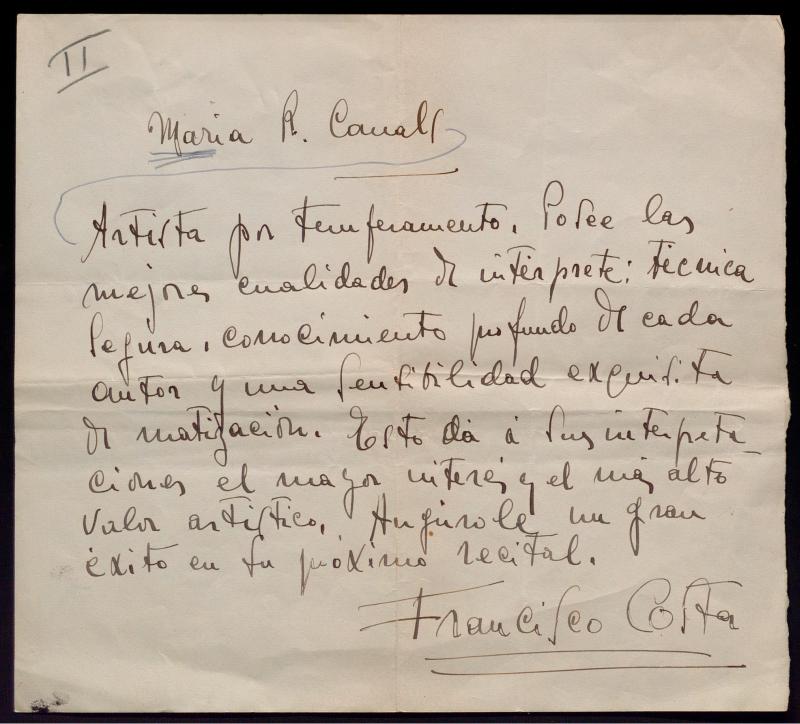 II
Maria R. Canals
Artista por temperamento. Posee las
mejores cualidades de intérprete: técnica
segura, conocimiento profundo de cada
autor y una sensibilidad exquisita
de matización. Esto dá á sus interpreta-
ciones el mayor interés y el más alto
valor artístico. Augúrole un gran
éxito en su próximo recital.
Francisco Costa